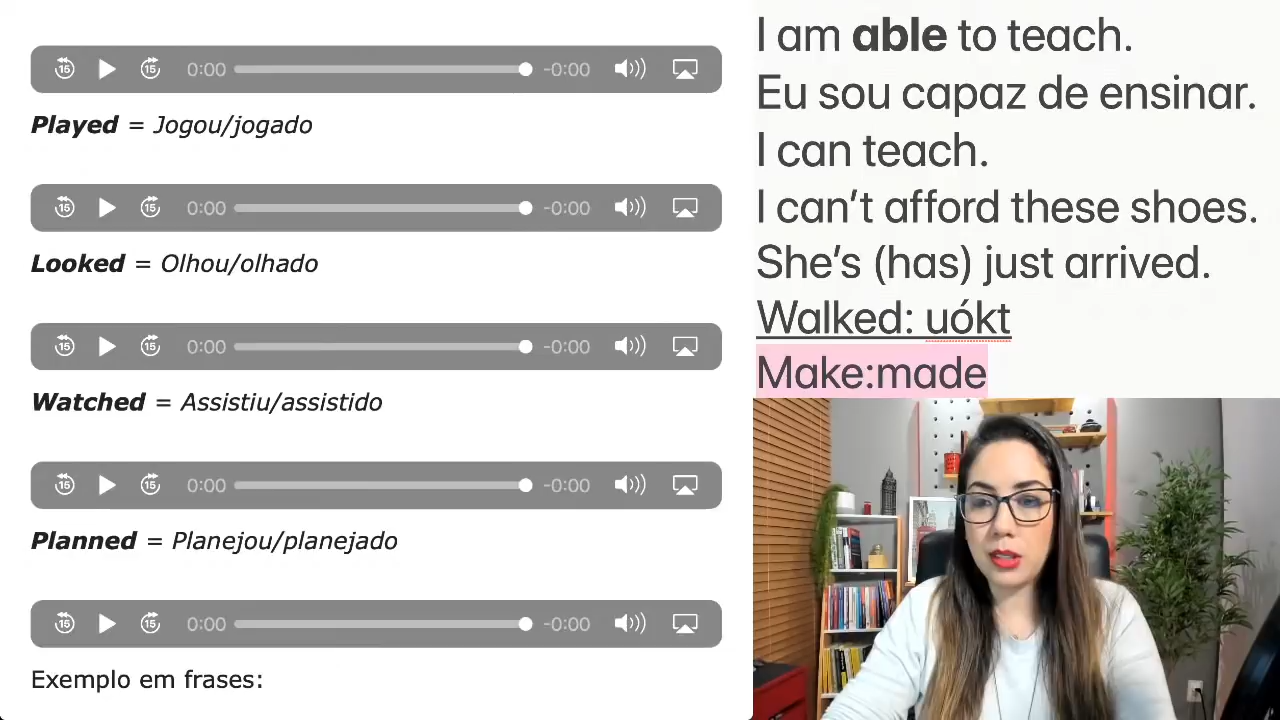 0:00 -0:00
Played = Jogou/jogado
0:00 -0:00
Looked = Olhou/olhado
0:00 -0:00
Watched = Assistiu/assistido
0:00 -0:00
Planned = Planejou/planejado
0:00 -0:00
Exemplo em frases:
I am able to teach.
Eu sou capaz de ensinar.
I can teach.
I can’t afford these shoes.
She’s (has) just arrived.
Walked: uókt
Make:made